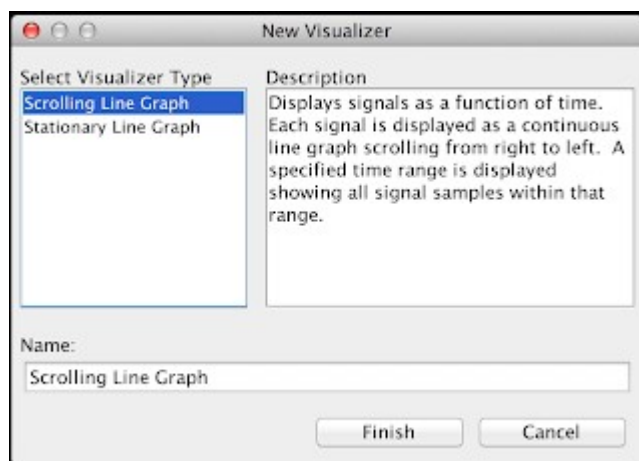 New Visualizer
Select Visualizer Type
Scrolling Line Graph
Stationary Line Graph
Description
Displays signals as a function of time.
Each signal is displayed as a continuous
line graph scrolling from right to left. A
specified time range is displayed
showing all signal samples within that
range.
Name:
Scrolling Line Graph
Finish
Cancel